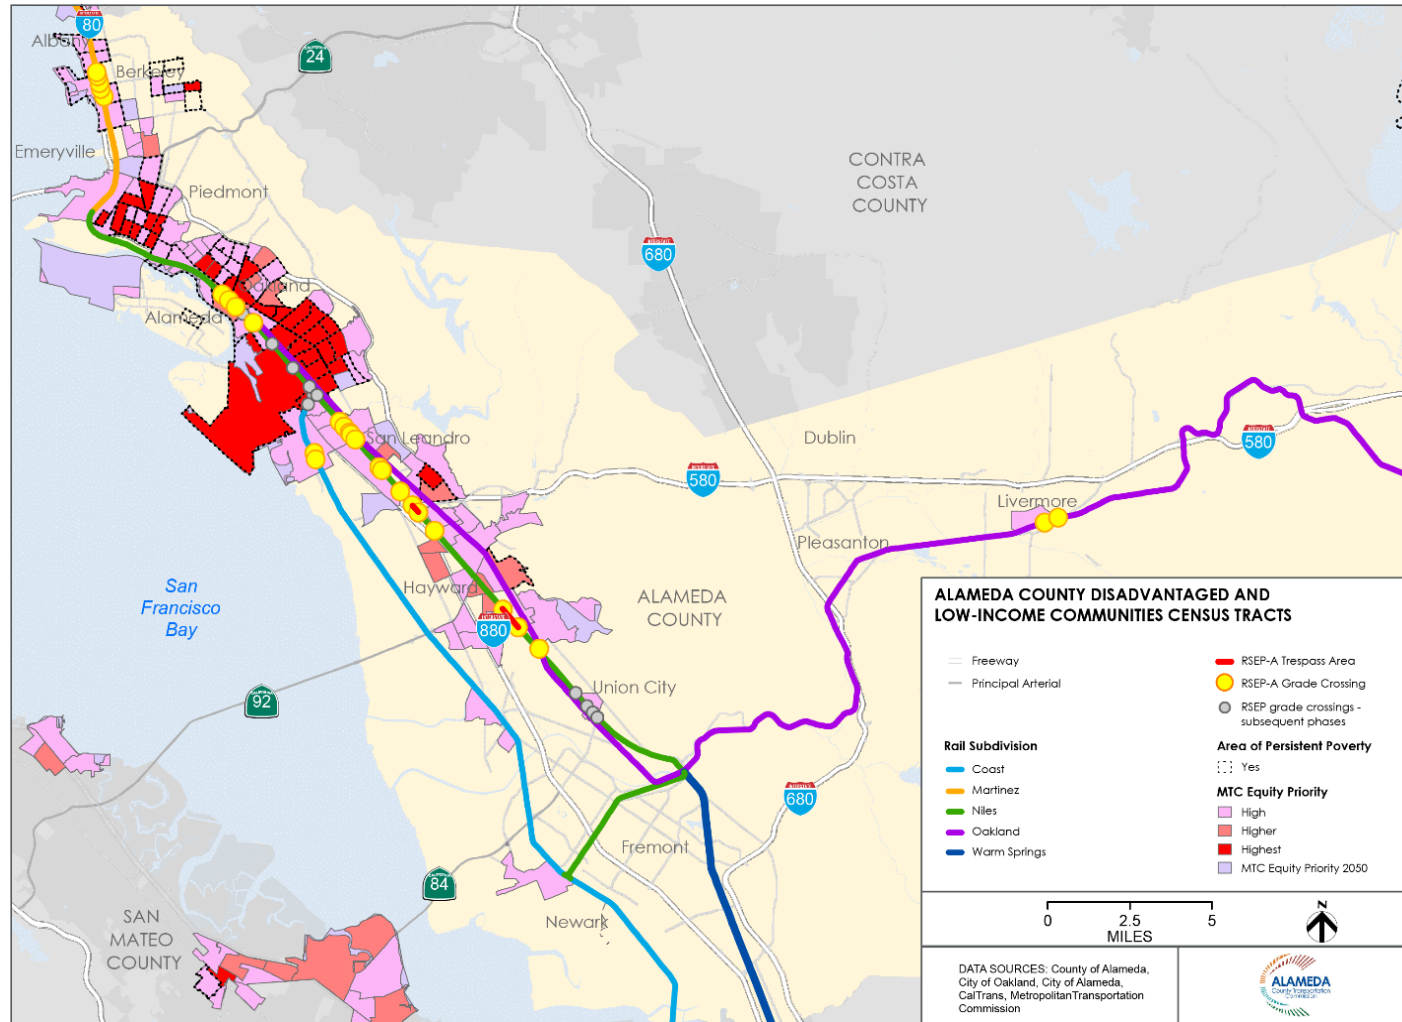 80
Albany
Berkeley
CALIFORNIA
24
Emeryville
Piedmont
CONTRA
COSTA
COUNTY
INTERSTATE
680
Oakland
Alameda
San Leandro
Dublin
580
580
Livermore
Pleasanton
San
Francisco
Bay
Hayward
880
ALAMEDA
COUNTY
Union City
92
680
Fremont
84
Newark
SAN
MATEO
COUNTY
ALAMEDA COUNTY DISADVANTAGED AND
LOW-INCOME COMMUNITIES CENSUS TRACTS
Freeway
Principal Arterial
RSEP-A Trespass Area
RSEP-A Grade Crossing
RSEP grade crossings -
subsequent phases
Rail Subdivision
Coast
Martinez
Niles
Oakland
Warm Springs
Area of Persistent Poverty
Yes
MTC Equity Priority
High
Higher
Highest
MTC Equity Priority 2050
0 2.5 5
MILES
N
DATA SOURCES: County of Alameda,
City of Oakland, City of Alameda,
CalTrans, MetropolitanTransportation
Commission
ALAMEDA
County Transportation
Commission